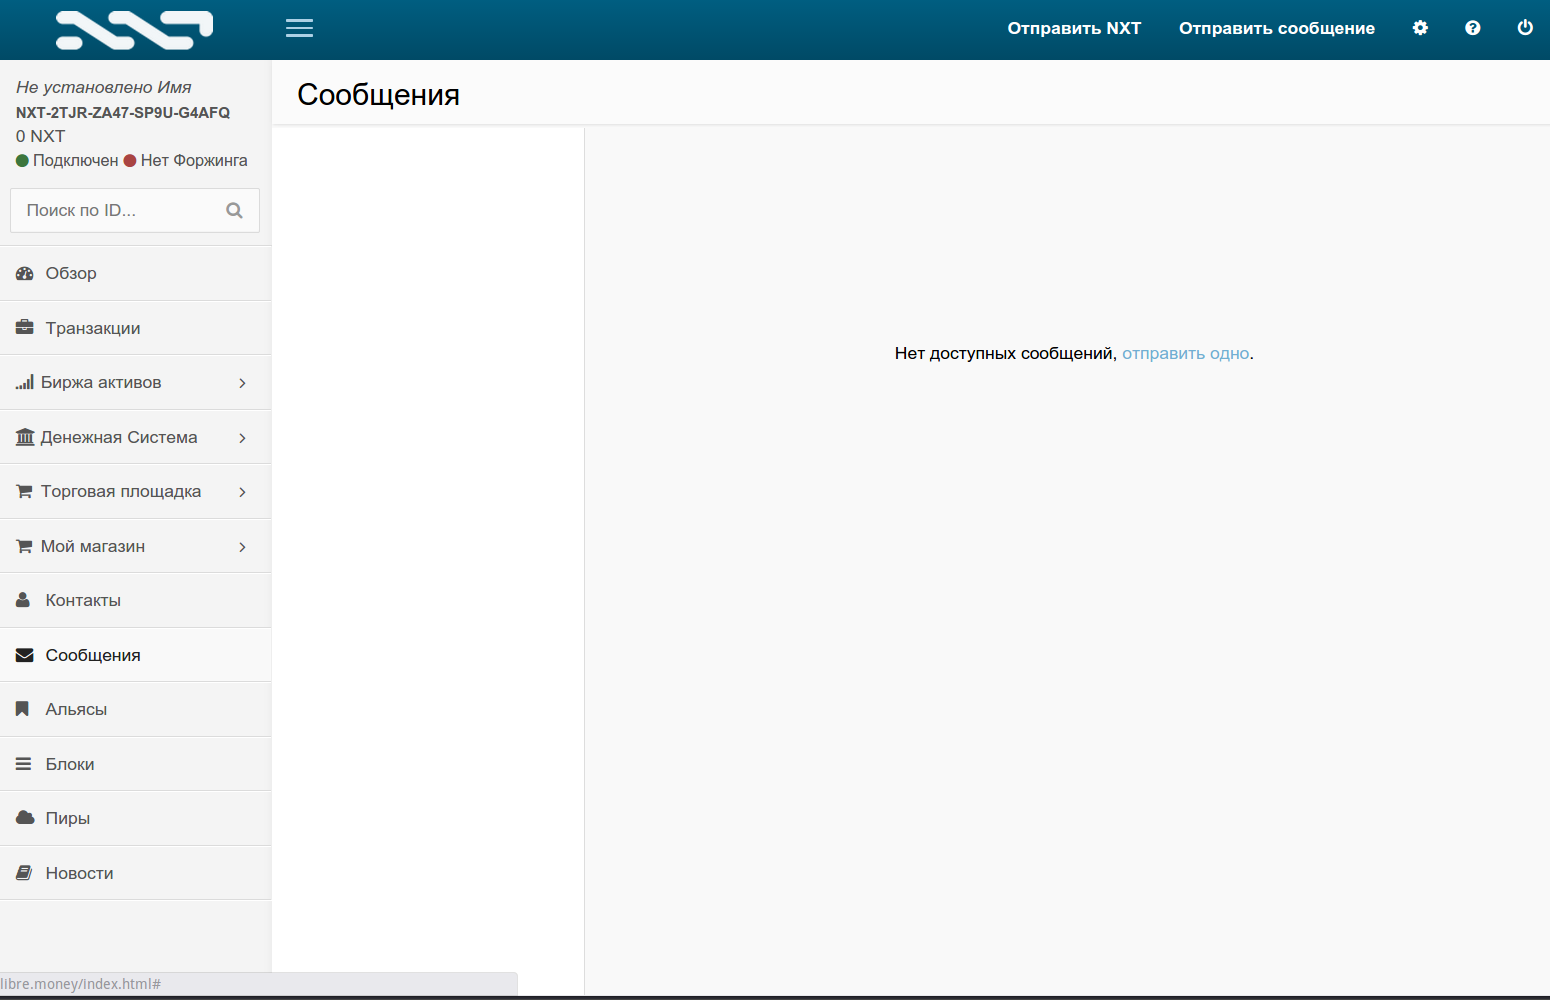 NXT
Отправить NXT
Отправить сообщение
Не установлено Имя
NXT-2TJR-ZA47-SP9U-G4AFQ
0 NXT
Подключен Нет Форжинга
Поиск по ID...
Обзор
Транзакции
Биржа активов
Денежная Система
Торговая площадка
Мой магазин
Контакты
Сообщения
Альясы
Блоки
Пиры
Новости
Сообщения
Нет доступных сообщений, отправить одно.
libre.money/index.html#